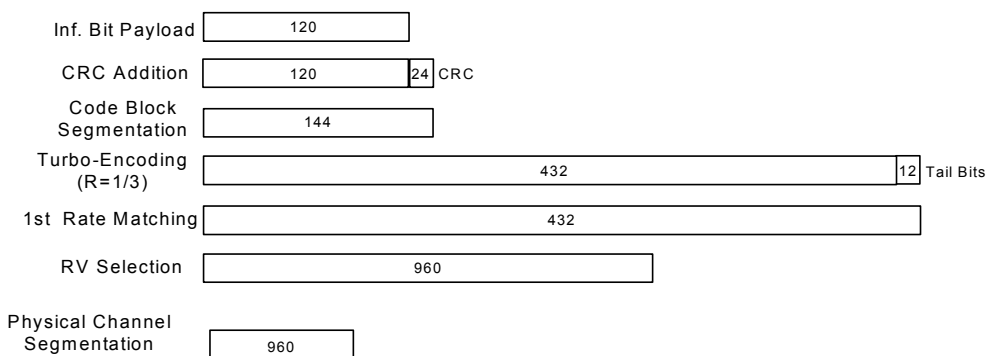 Inf. Bit Payload 120
CRC Addition 120 24 CRC
Code Block
Segmentation 144
Turbo-Encoding
(R=1/3) 432 12 Tail Bits
1st Rate Matching 432
RV Selection 960
Physical Channel
Segmentation 960